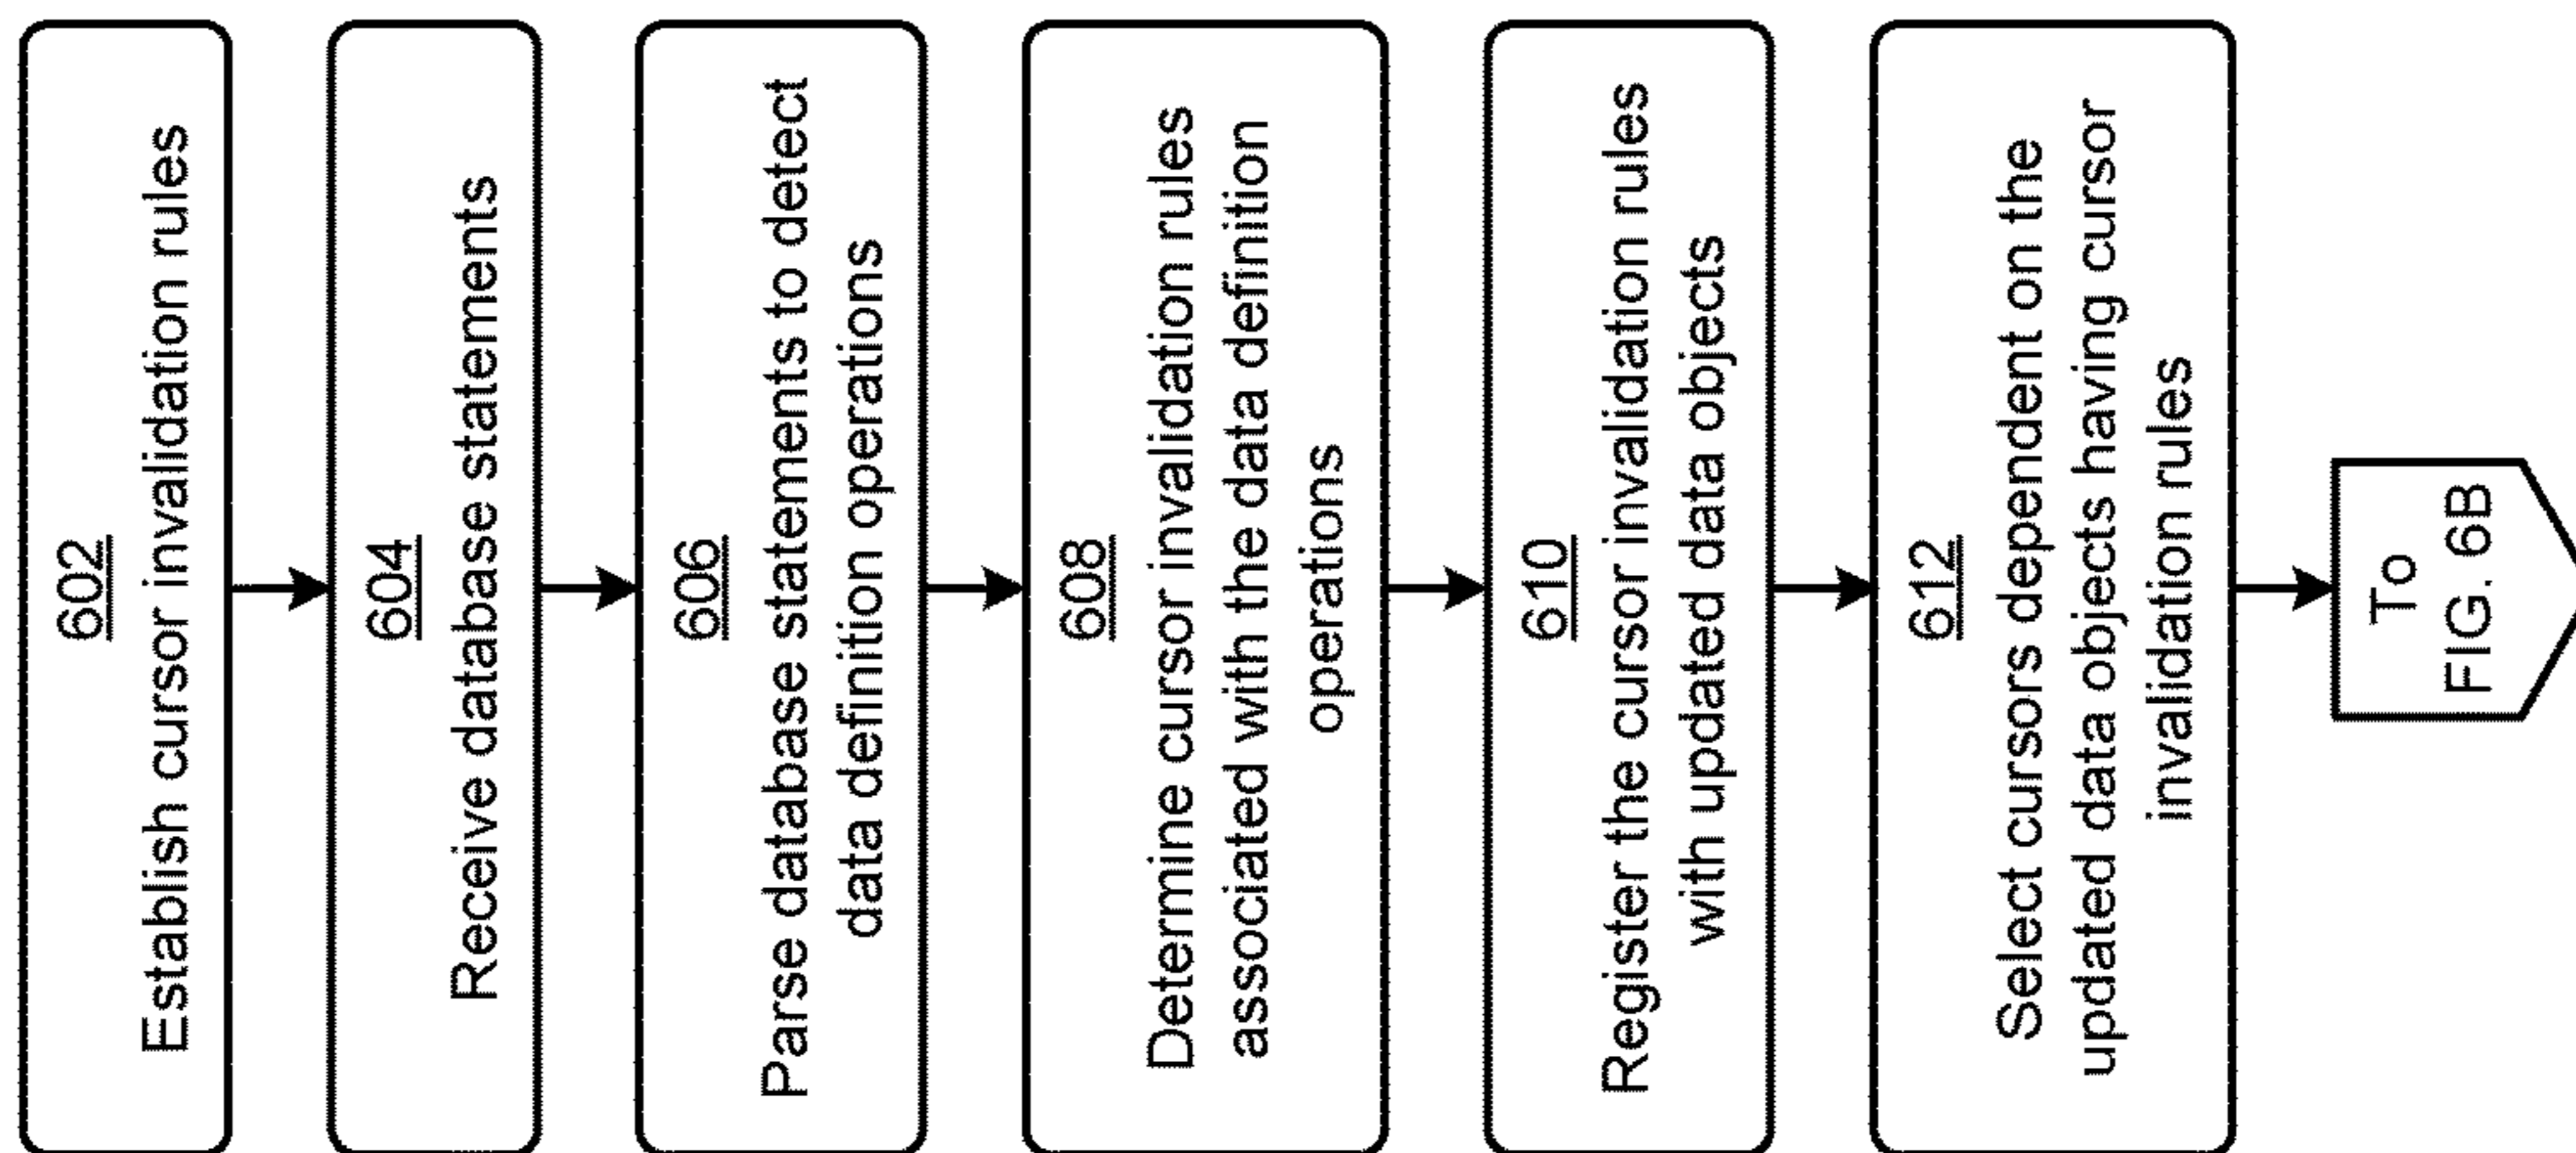 602
Establish cursor invalidation rules
604
Receive database statements
606
Parse database statements to detect
data definition operations
608
Determine cursor invalidation rules
associated with the data definition
operations
610
Register the cursor invalidation rules
with updated data objects
612
Select cursors dependent on the
updated data objects having cursor
invalidation rules
To
FIG. 6B